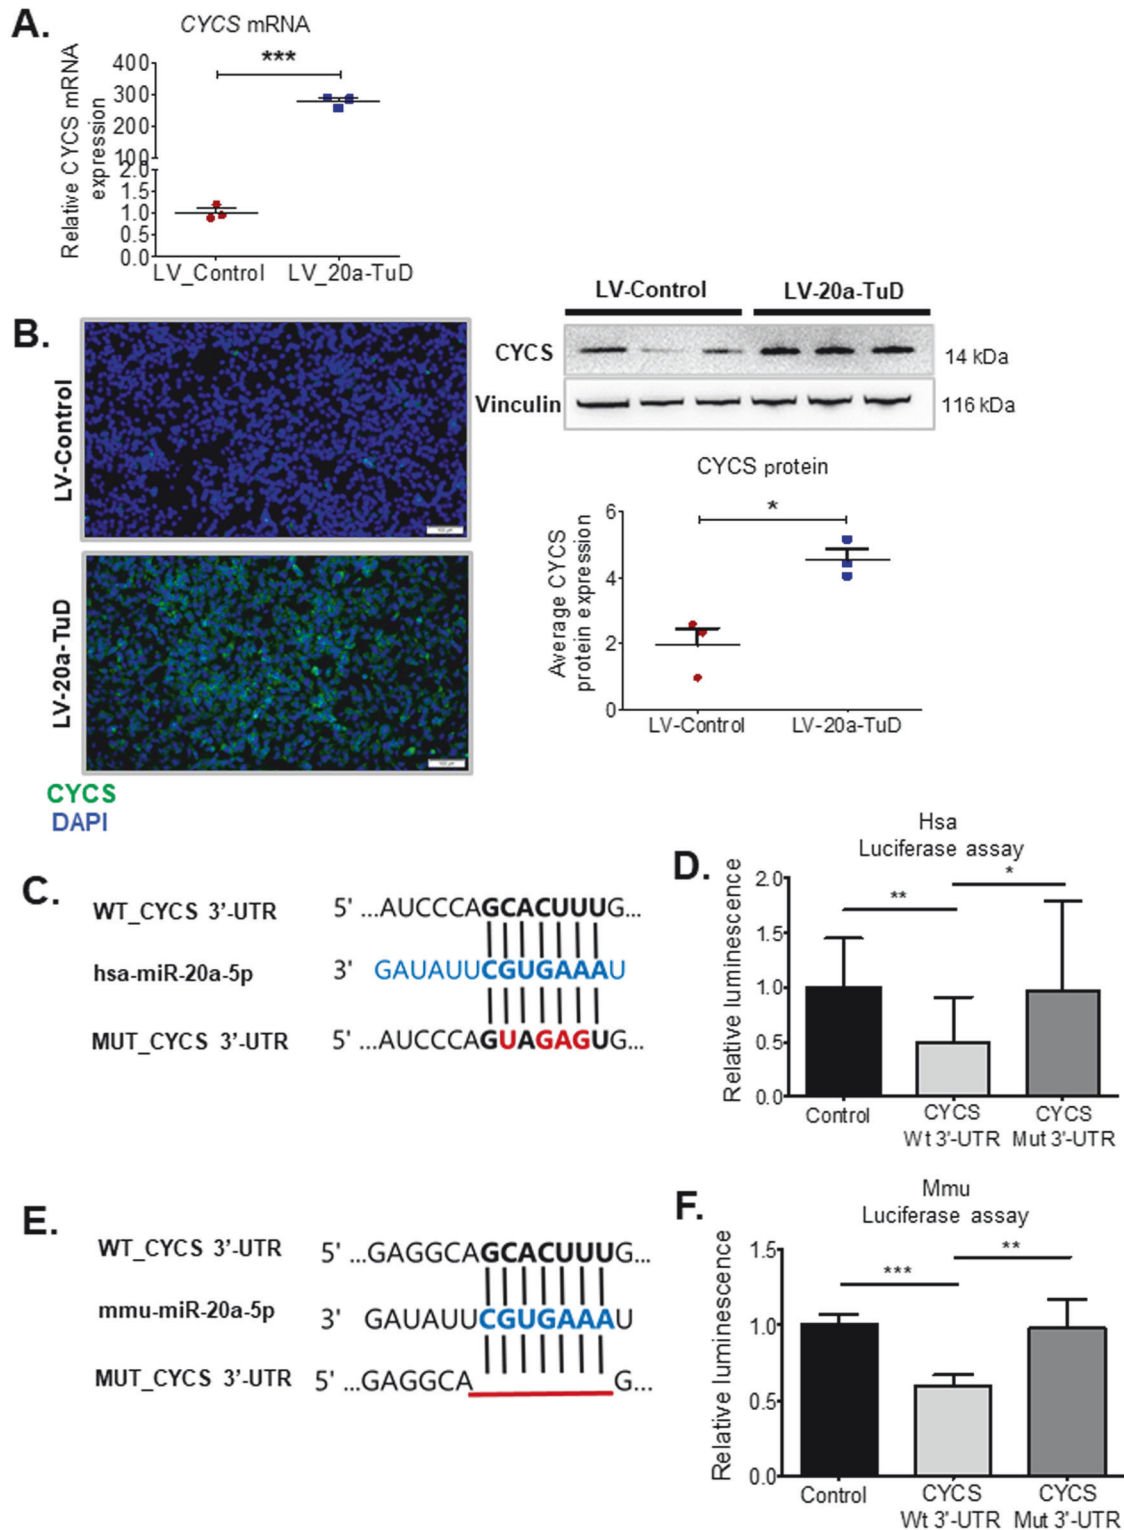 A.
CYCS mRNA
***
Relative CYCS mRNA
expression
400
300
200
100
2.0
1.5
1.0
0.5
0.0
LV_Control
LV_20a-TuD
B.
LV-Control
LV-20a-TuD
CYCS
DAPI
LV-Control
LV-20a-TuD
CYCS
14 kDa
Vinculin
116 kDa
CYCS protein
*
Average CYCS
protein expression
6
4
2
0
LV-Control
LV-20a-TuD
C.
WT_CYCS 3'-UTR
5' ...AUCCCAGCACUUUG...
hsa-miR-20a-5p
3' GAUAUUCGUGAAAU
MUT_CYCS 3'-UTR
5' ...AUCCCAGUAGAGUG...
D.
Hsa
Luciferase assay
Relative luminescence
2.0
1.5
1.0
0.5
0.0
**
*
Control
CYCS
Wt 3'-UTR
CYCS
Mut 3'-UTR
E.
WT_CYCS 3'-UTR
5' ...GAGGCAGCACUUUG...
mmu-miR-20a-5p
3' GAUAUUCGUGAAAU
MUT_CYCS 3'-UTR
5' ...GAGGCA G...
F.
Mmu
Luciferase assay
Relative luminescence
1.5
1.0
0.5
0.0
***
**
Control
CYCS
Wt 3'-UTR
CYCS
Mut 3'-UTR